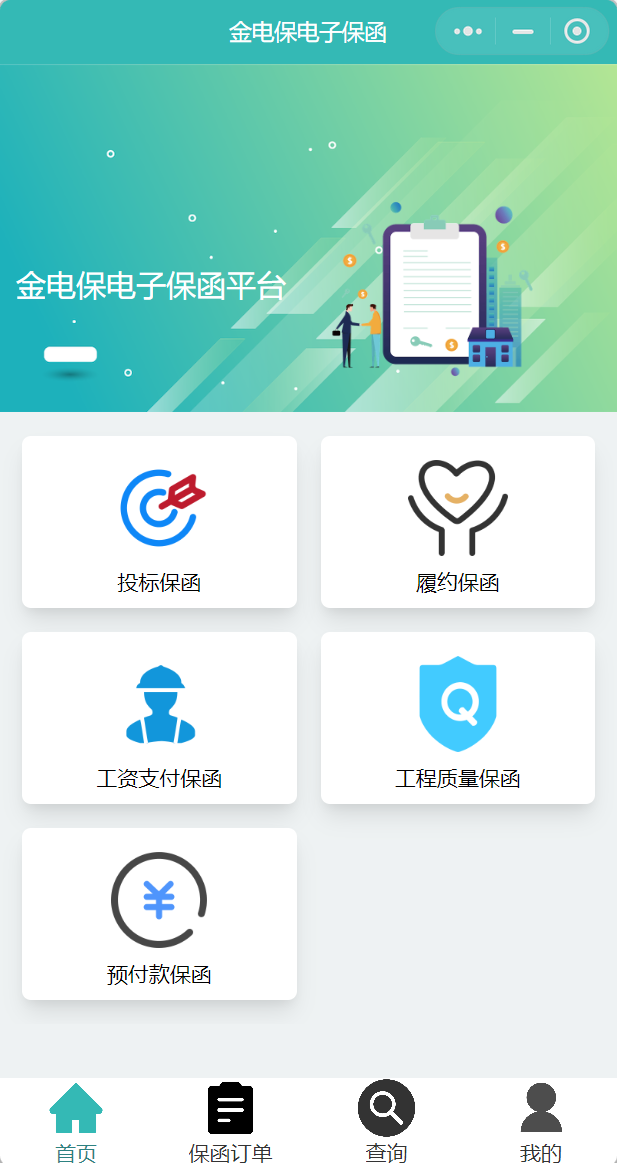 金电保电子保函
金电保电子保函平台
投标保函
履约保函
工资支付保函
Q
工程质量保函
¥
预付款保函
首页
保函订单
查询
我的